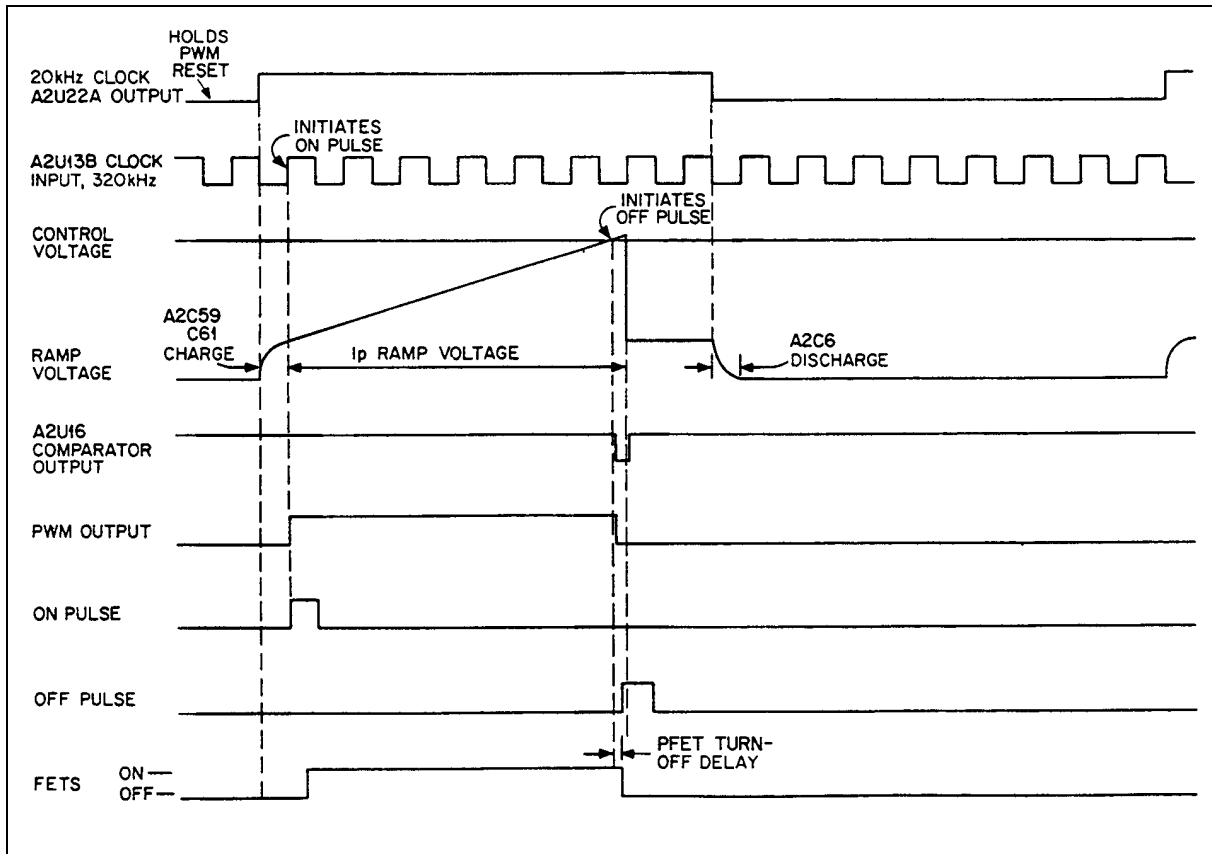 HOLDS
PWM
RESET
20kHz CLOCK
A2U22A OUTPUT
INITIATES
ON PULSE
A2U13B CLOCK
INPUT, 320kHz
INITIATES
OFF PULSE
CONTROL
VOLTAGE
A2C59
C61
CHARGE
Ip RAMP VOLTAGE
A2C6
DISCHARGE
RAMP
VOLTAGE
A2U16
COMPARATOR
OUTPUT
PWM OUTPUT
ON PULSE
OFF PULSE
PFET TURN-
OFF DELAY
FETS
ON—
OFF—